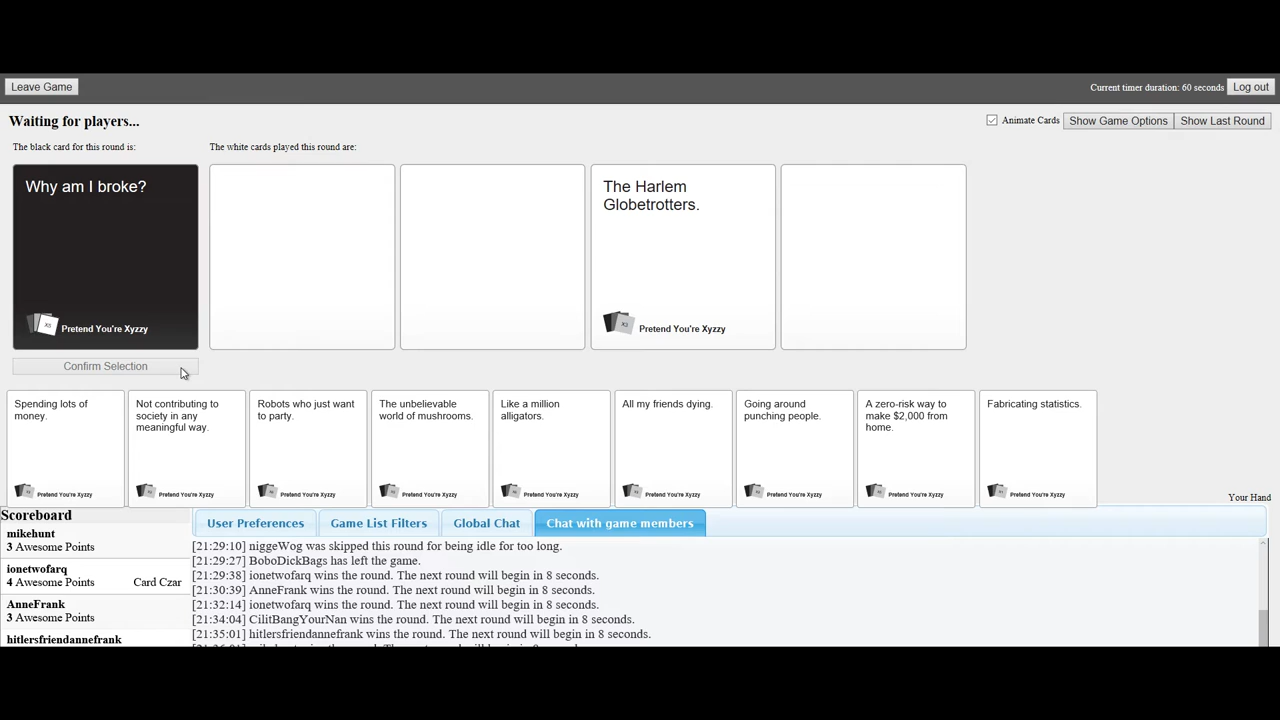 Leave Game
Current timer duration: 60 seconds
Log out
Waiting for players...
Animate Cards
Show Game Options
Show Last Round
The black card for this round is:
The white cards played this round are:
Why am I broke?
Pretend You're Xyzzy
The Harlem
Globetrotters.
Pretend You're Xyzzy
Confirm Selection
Spending lots of
money.
Pretend You're Xyzzy
Not contributing to
society in any
meaningful way.
Pretend You're Xyzzy
Robots who just want
to party.
Pretend You're Xyzzy
The unbelievable
world of mushrooms.
Pretend You're Xyzzy
Like a million
alligators.
Pretend You're Xyzzy
All my friends dying.
Pretend You're Xyzzy
Going around
punching people.
Pretend You're Xyzzy
A zero-risk way to
make $2,000 from
home.
Pretend You're Xyzzy
Fabricating statistics.
Pretend You're Xyzzy
Your Hand
Scoreboard
mikehunt
3 Awesome Points
ionetwofarq
4 Awesome Points
Card Czar
AnneFrank
3 Awesome Points
hitlersfriendannefrank
User Preferences
Game List Filters
Global Chat
Chat with game members
[21:29:10] niggeWog was skipped this round for being idle for too long.
[21:29:27] BoboDickBags has left the game.
[21:29:38] ionetwofarq wins the round. The next round will begin in 8 seconds.
[21:30:39] AnneFrank wins the round. The next round will begin in 8 seconds.
[21:32:14] ionetwofarq wins the round. The next round will begin in 8 seconds.
[21:34:04] CilitBangYourNan wins the round. The next round will begin in 8 seconds.
[21:35:01] hitlersfriendannefrank wins the round. The next round will begin in 8 seconds.